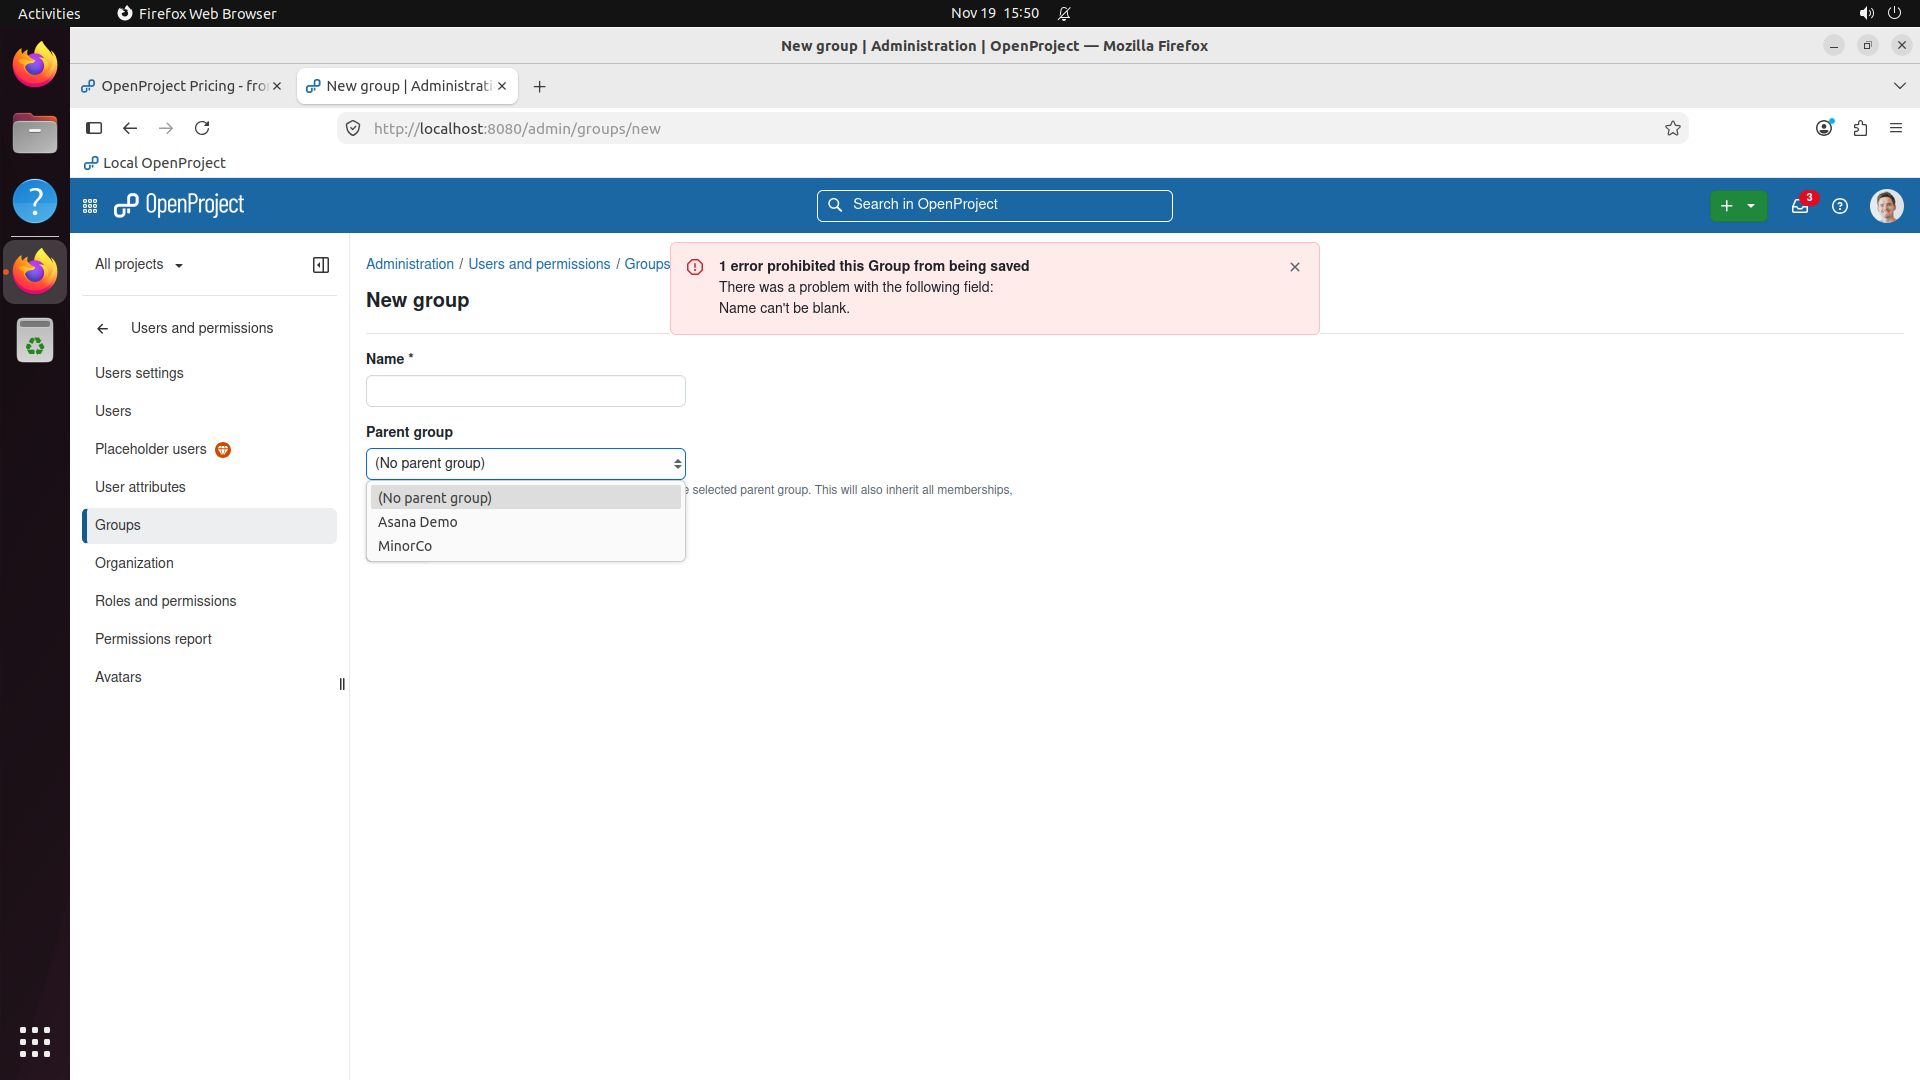 Activities
Firefox Web Browser
Nov 19 15:50
New group | Administration | OpenProject — Mozilla Firefox
OpenProject Pricing - fro
New group | Administrati
http://localhost:8080/admin/groups/new
Local OpenProject
OpenProject
Search in OpenProject
3
All projects
Administration / Users and permissions / Groups
1 error prohibited this Group from being saved
There was a problem with the following field:
Name can't be blank.
New group
Users and permissions
Users settings
Users
Placeholder users
User attributes
Groups
Organization
Roles and permissions
Permissions report
Avatars
Name *
Parent group
(No parent group)
selected parent group. This will also inherit all memberships,
(No parent group)
Asana Demo
MinorCo